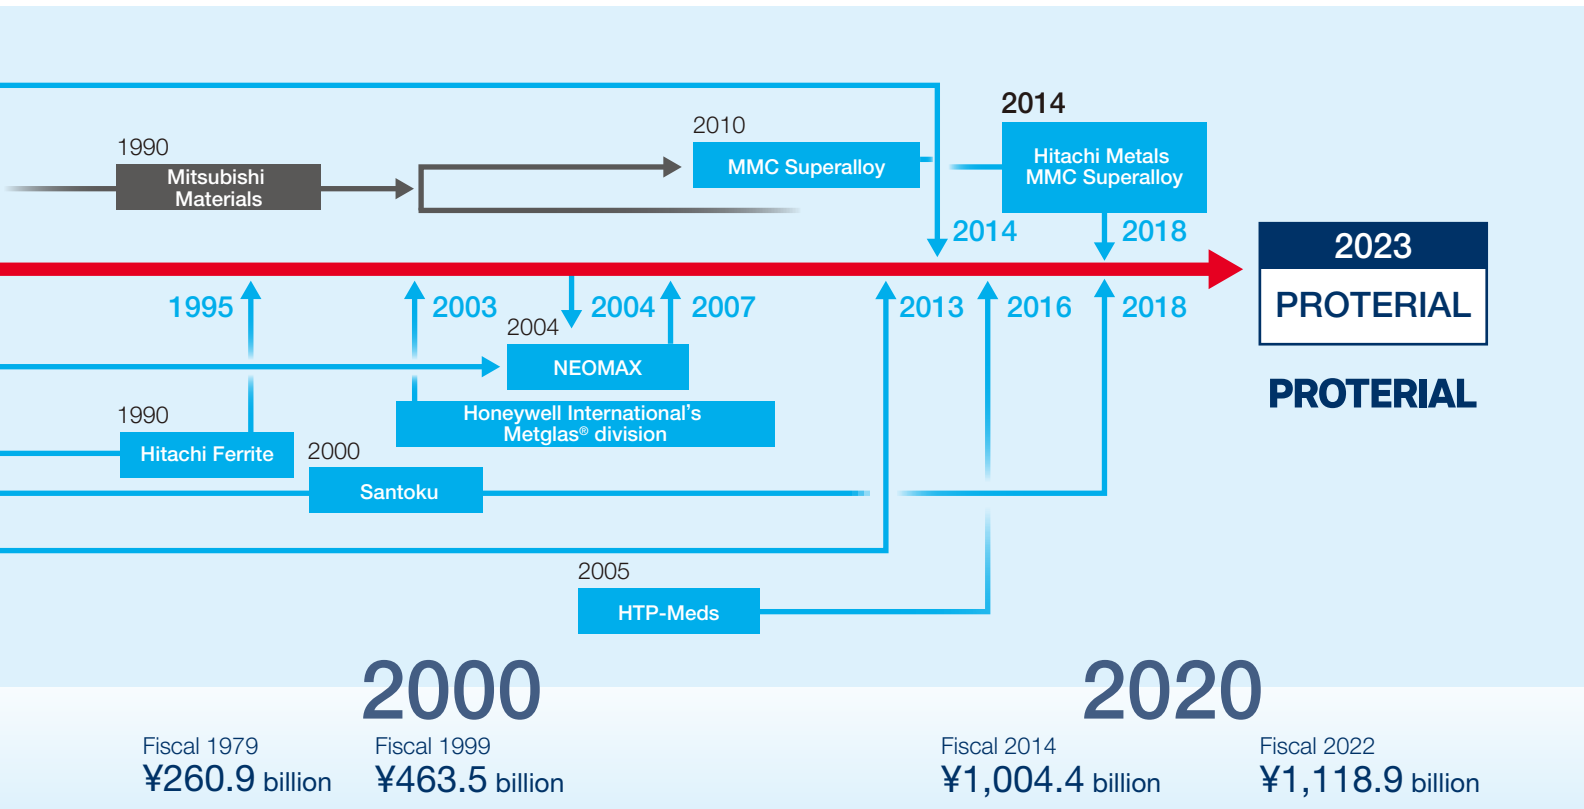 2014
2010
1990
Hitachi Metals
MMC Superalloy
MMC Superalloy
Mitsubishi
Materials
2014
2018
2023
PROTERIAL
1995
2003
2004
2007
2013
2016
2018
2004
NEOMAX
PROTERIAL
1990
Honeywell International's
Metglas® division
Hitachi Ferrite
2000
Santoku
2005
HTP-Meds
2000
2020
Fiscal 1979
¥260.9 billion
Fiscal 1999
¥463.5 billion
Fiscal 2014
¥1,004.4 billion
Fiscal 2022
¥1,118.9 billion